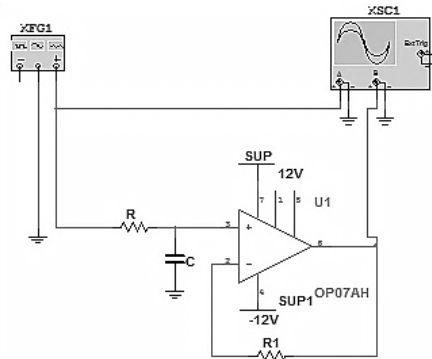 XSC1
XFG1
Ext Trig
A
B
SUP
12V
7
1
5
U1
R
3
+
6
C
2
−
4
SUP1
OP07AH
-12V
R1